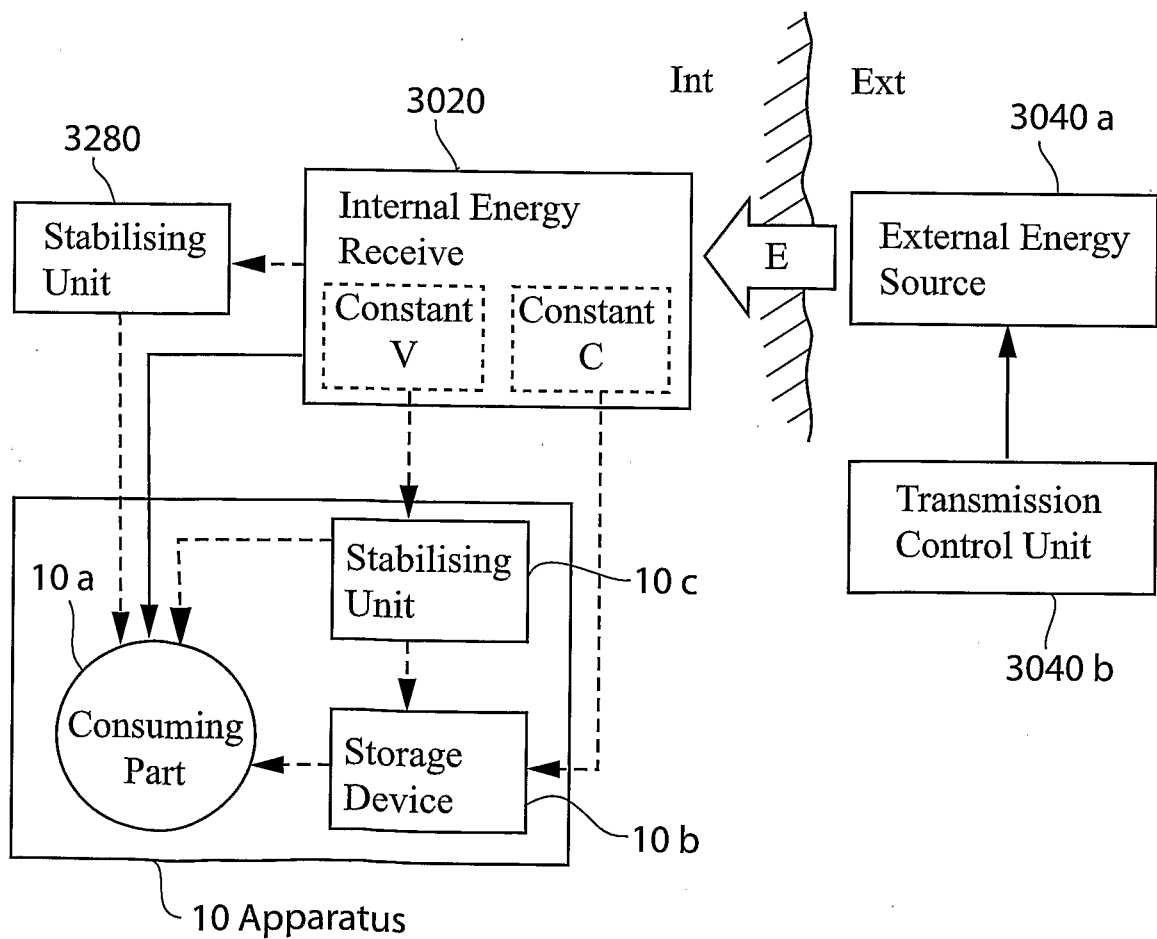 Int
Ext
3020
3040 a
3280
Internal Energy
Receive
Stabilising
Unit
E
External Energy
Source
Constant
V
Constant
C
Transmission
Control Unit
10 a
Stabilising
Unit
10 c
3040 b
Consuming
Part
Storage
Device
10 b
10 Apparatus